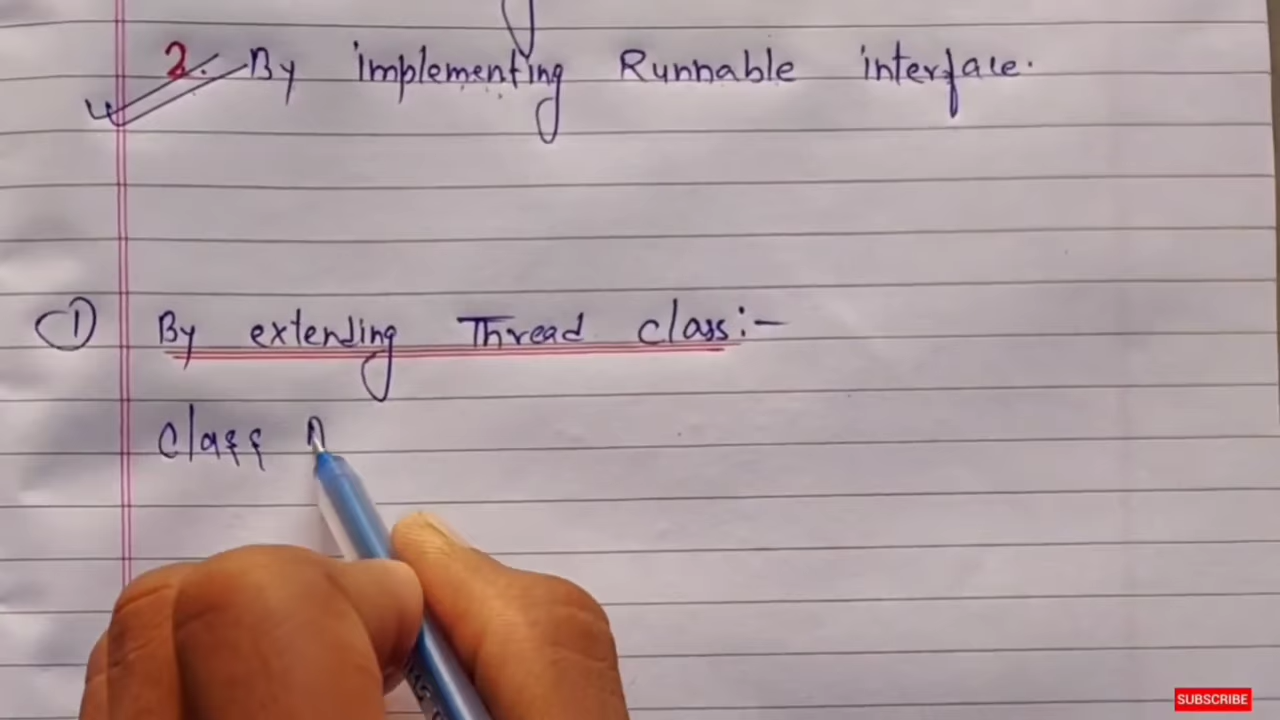 2. By implementing Runnable interface.
① By extending Thread class:-
Class A
SUBSCRIBE